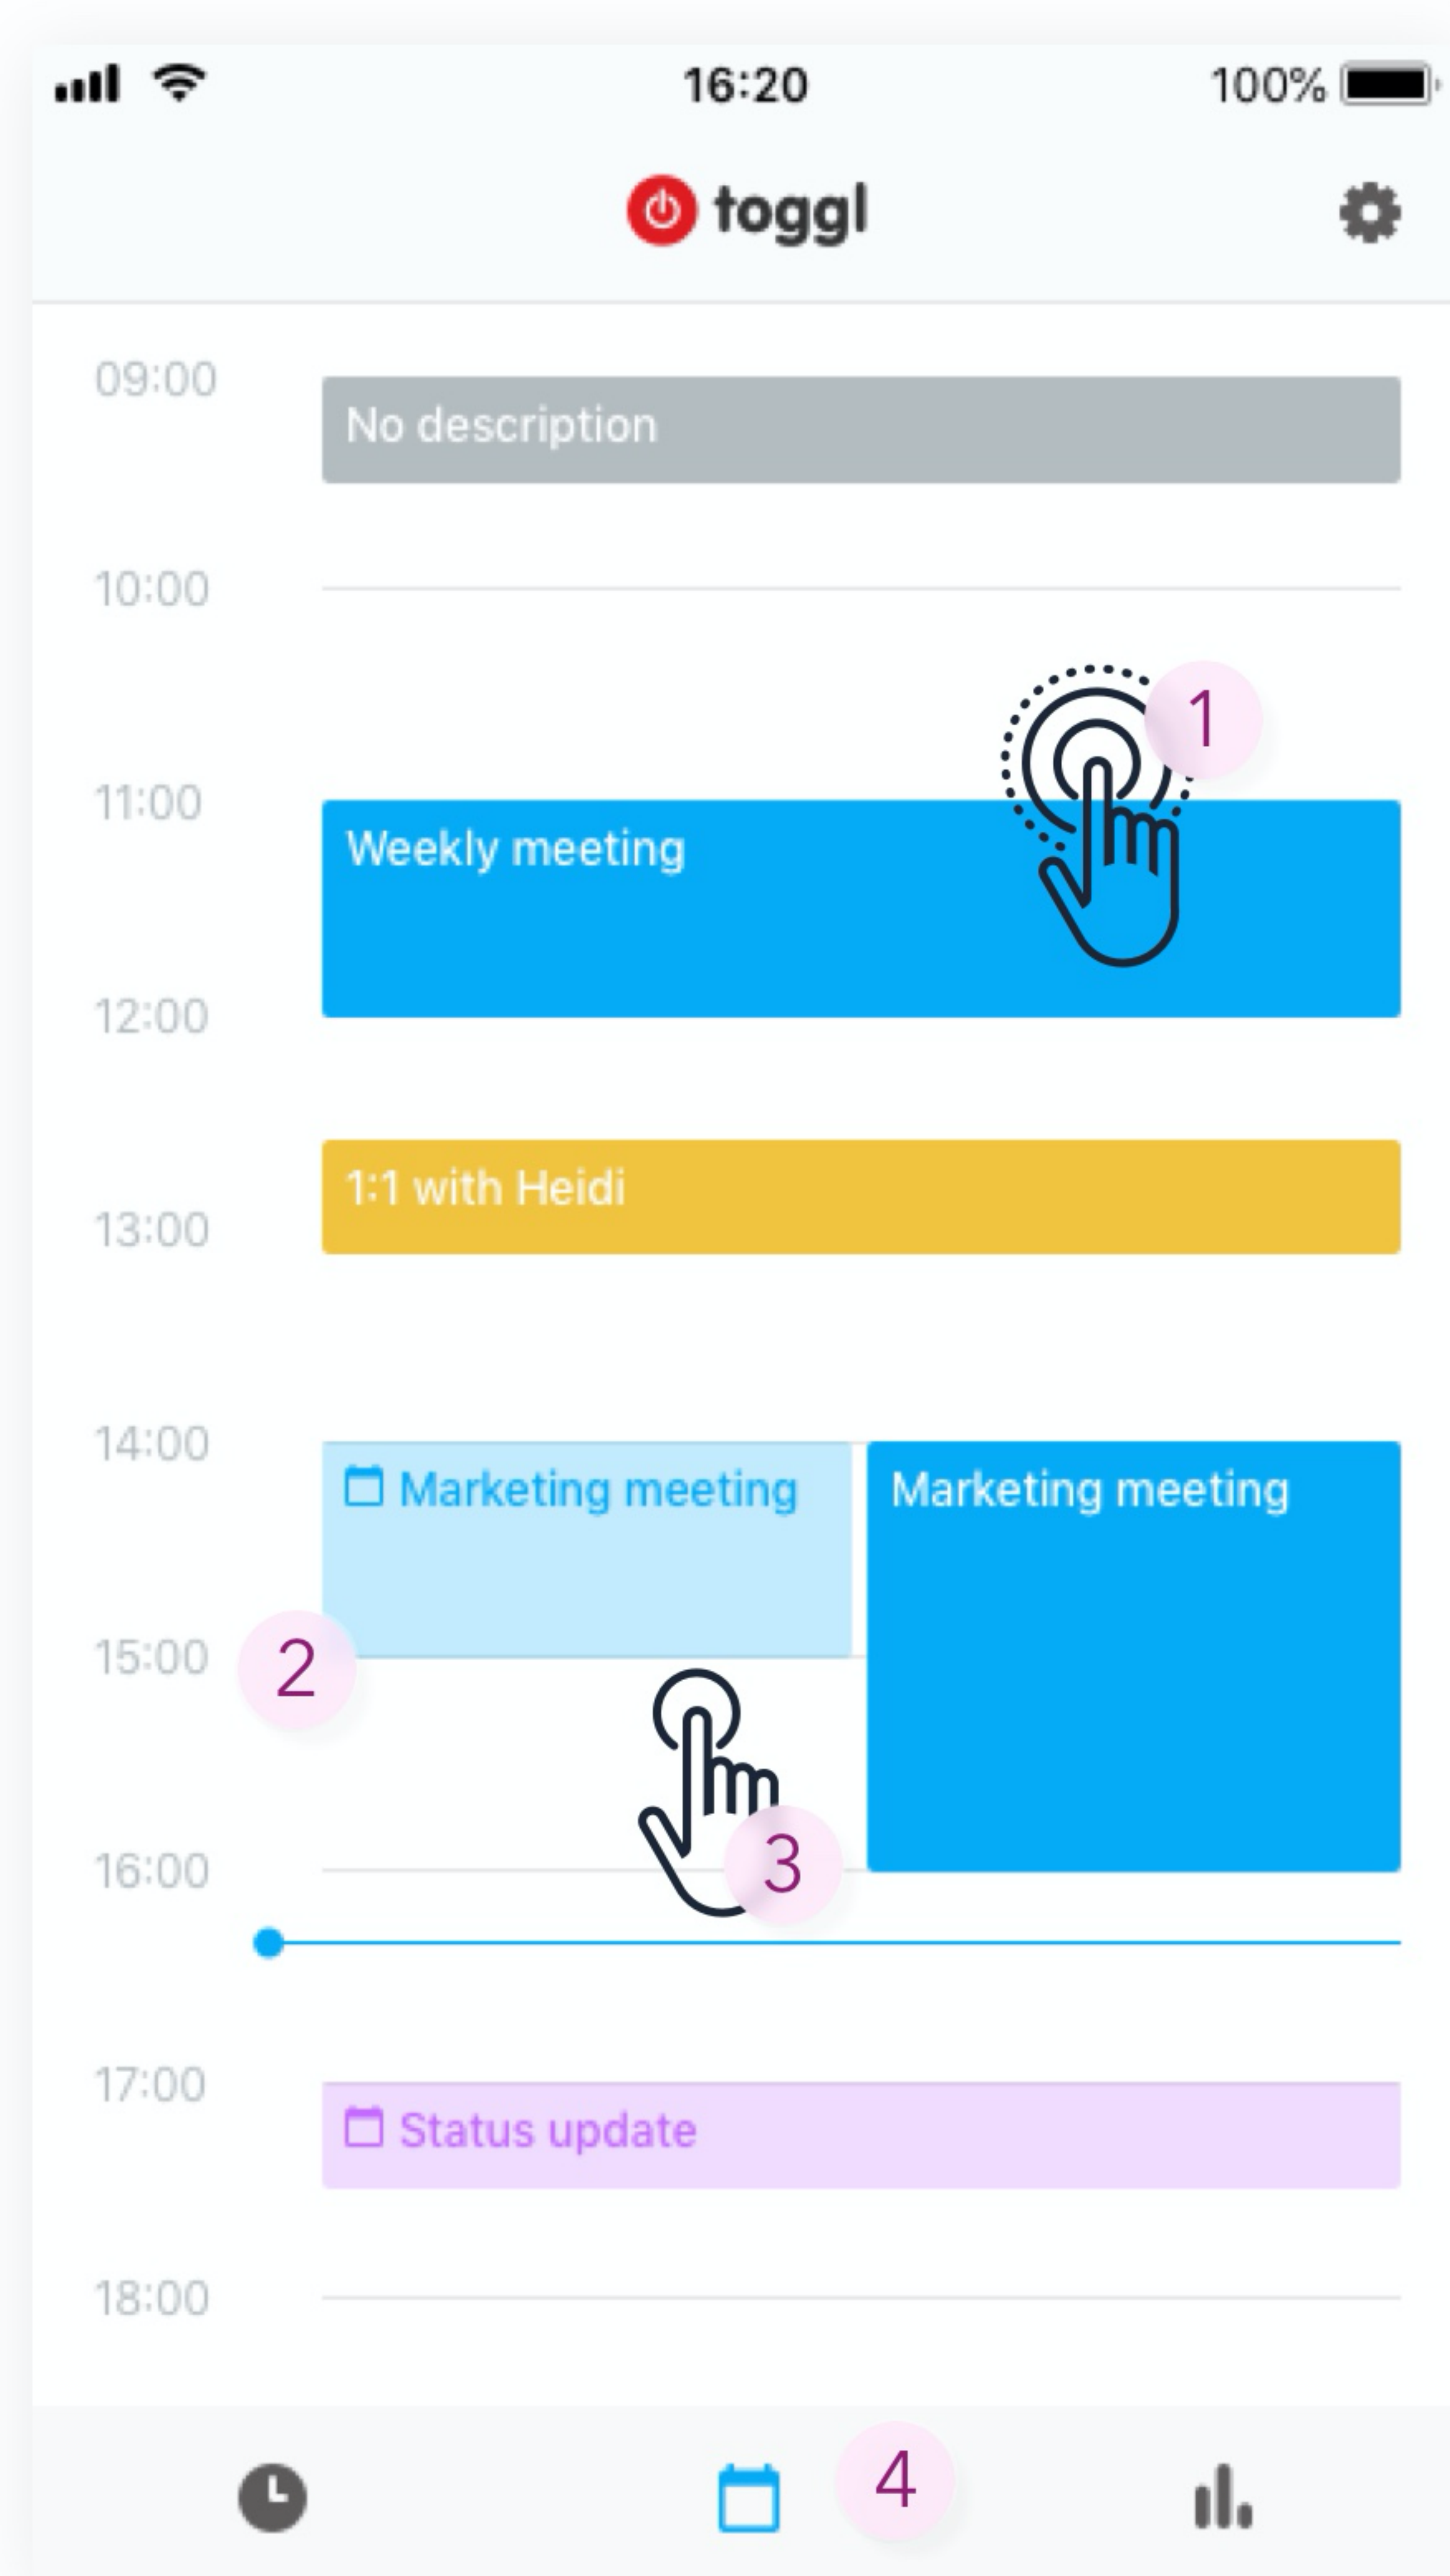 16:20 100%
toggl
09:00 No description
10:00
1
11:00 Weekly meeting
12:00
1:1 with Heidi
13:00
14:00 Marketing meeting Marketing meeting
15:00
2
3
16:00
17:00 Status update
18:00
4